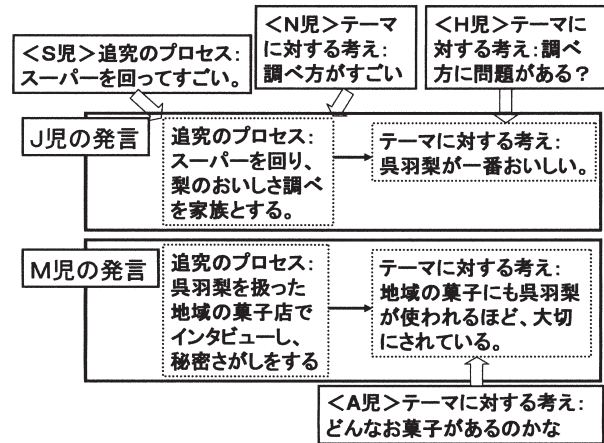 ＜S児＞追究のプロセス：
スーパーを回ってすごい。
＜N児＞テーマ
に対する考え：
調べ方がすごい
＜H児＞テーマに
対する考え：調べ
方に問題がある？
J児の発言
追究のプロセス：
スーパーを回り、
梨のおいしさ調べ
を家族とする。
テーマに対する考え：
呉羽梨が一番おいしい。
M児の発言
追究のプロセス：
呉羽梨を扱った
地域の菓子店で
インタビューし、
秘密さがしをする
テーマに対する考え：
地域の菓子にも呉羽梨
が使われるほど、大切
にされている。
＜A児＞テーマに対する考え：
どんなお菓子があるのかな